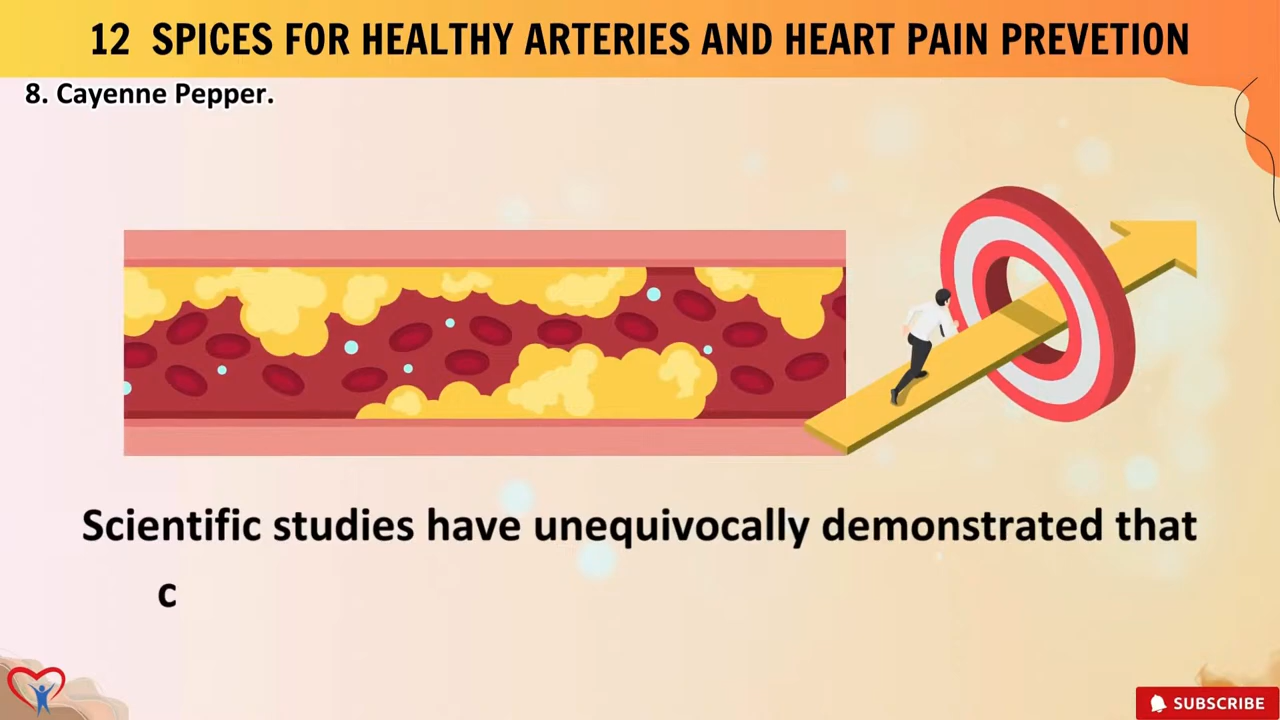 12 SPICES FOR HEALTHY ARTERIES AND HEART PAIN PREVETION
8. Cayenne Pepper.
Scientific studies have unequivocally demonstrated that
c
SUBSCRIBE